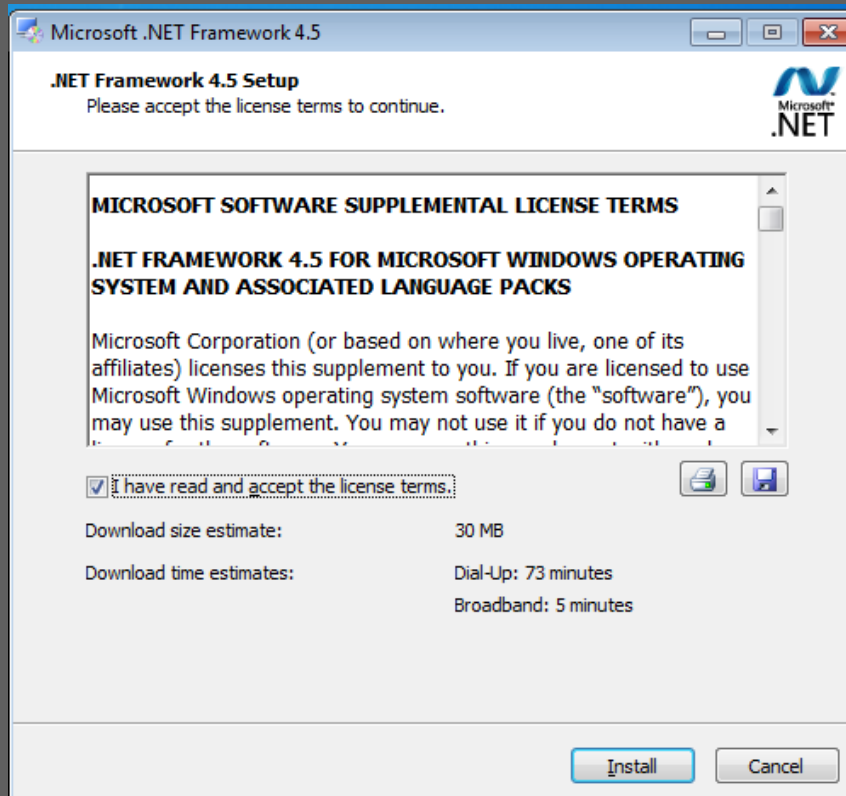 Microsoft .NET Framework 4.5
.NET Framework 4.5 Setup
Please accept the license terms to continue.
Microsoft
.NET
MICROSOFT SOFTWARE SUPPLEMENTAL LICENSE TERMS
.NET FRAMEWORK 4.5 FOR MICROSOFT WINDOWS OPERATING
SYSTEM AND ASSOCIATED LANGUAGE PACKS
Microsoft Corporation (or based on where you live, one of its
affiliates) licenses this supplement to you. If you are licensed to use
Microsoft Windows operating system software (the “software”), you
may use this supplement. You may not use it if you do not have a
I have read and accept the license terms.
Download size estimate: 30 MB
Download time estimates: Dial-Up: 73 minutes
Broadband: 5 minutes
Install Cancel